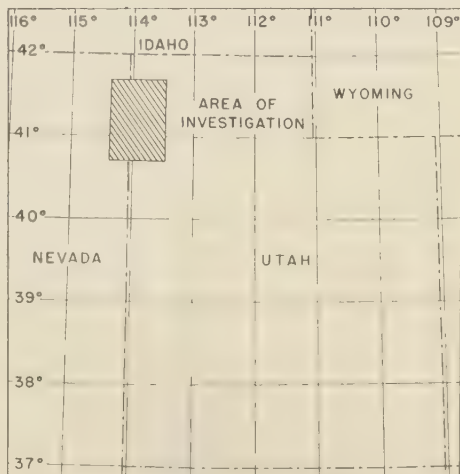 116° 115° 114° 113° 112° 111° 110° 109°
42°
IDAHO
WYOMING
AREA OF
INVESTIGATION
41°
40°
NEVADA
UTAH
39°
38°
37°